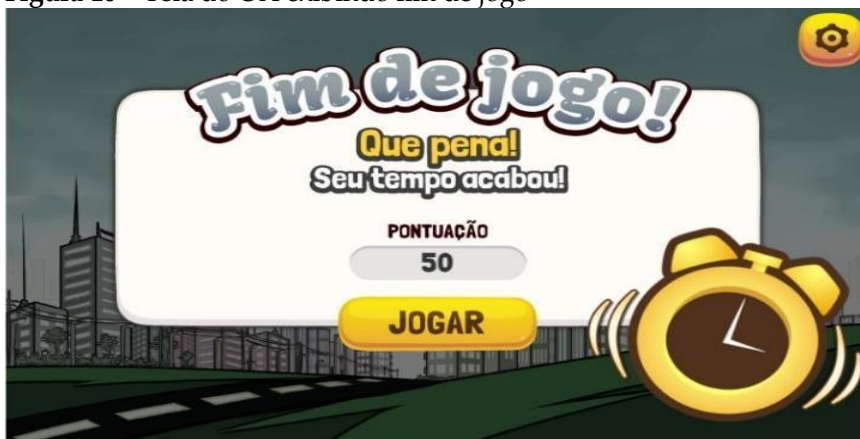 Fim de jogo!
Que pena!
Seu tempo acabou!
PONTUAÇÃO
50
JOGAR